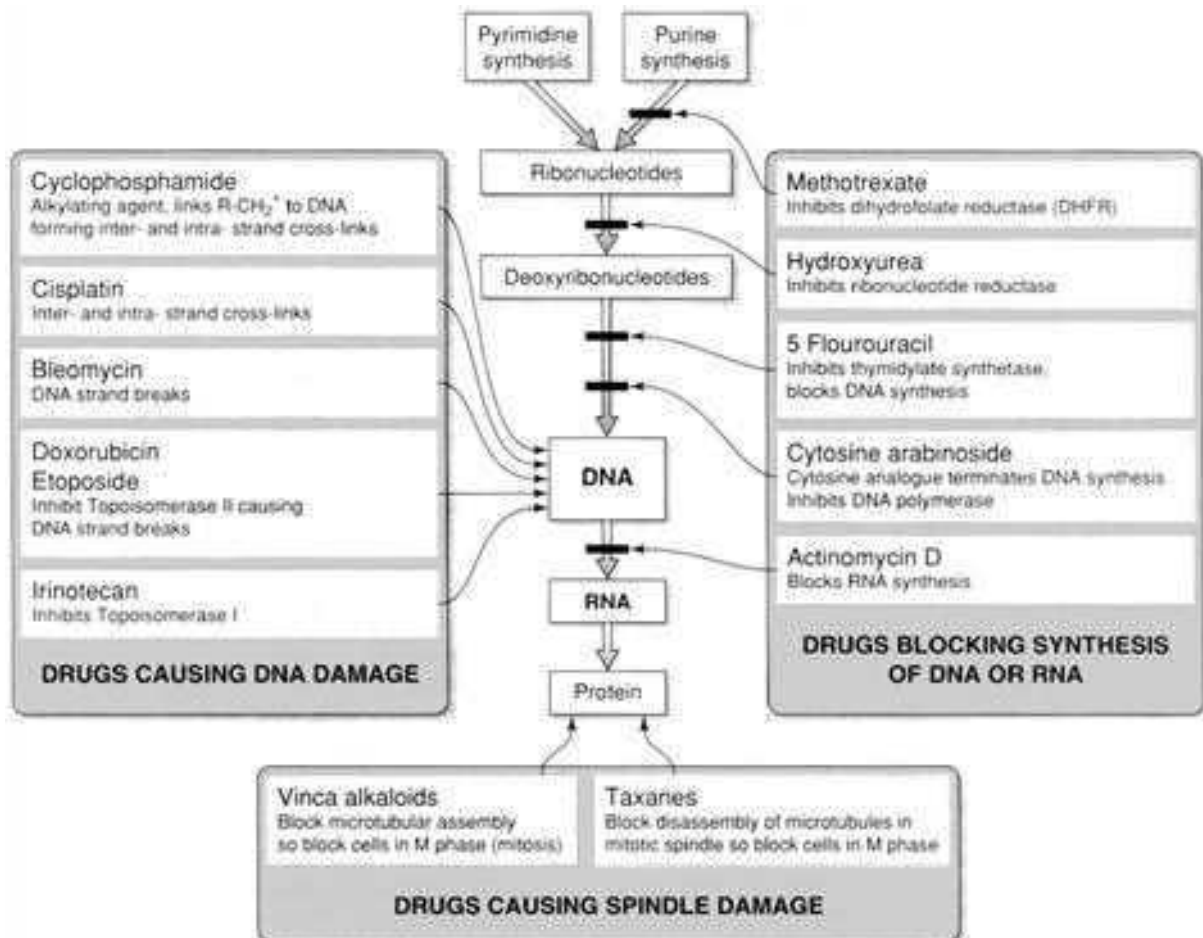 Pyrimidine
synthesis
Purine
synthesis
Ribonucleotides
Deoxyribonucleotides
DNA
RNA
Protein
Cyclophosphamide
Alkylating agent, links R-CH₂⁺ to DNA
forming inter- and intra- strand cross-links
Cisplatin
Inter- and intra- strand cross-links
Bleomycin
DNA strand breaks
Doxorubicin
Etoposide
Inhibit Topoisomerase II causing
DNA strand breaks
Irinotecan
Inhibits Topoisomerase I
DRUGS CAUSING DNA DAMAGE
Methotrexate
Inhibits dihydrofolate reductase (DHFR)
Hydroxyurea
Inhibits ribonucleotide reductase
5 Flourouracil
Inhibits thymidylate synthetase,
blocks DNA synthesis
Cytosine arabinoside
Cytosine analogue terminates DNA synthesis
Inhibits DNA polymerase
Actinomycin D
Blocks RNA synthesis
DRUGS BLOCKING SYNTHESIS
OF DNA OR RNA
Vinca alkaloids
Block microtubular assembly
so block cells in M phase (mitosis)
Taxanes
Block disassembly of microtubules in
mitotic spindle so block cells in M phase
DRUGS CAUSING SPINDLE DAMAGE